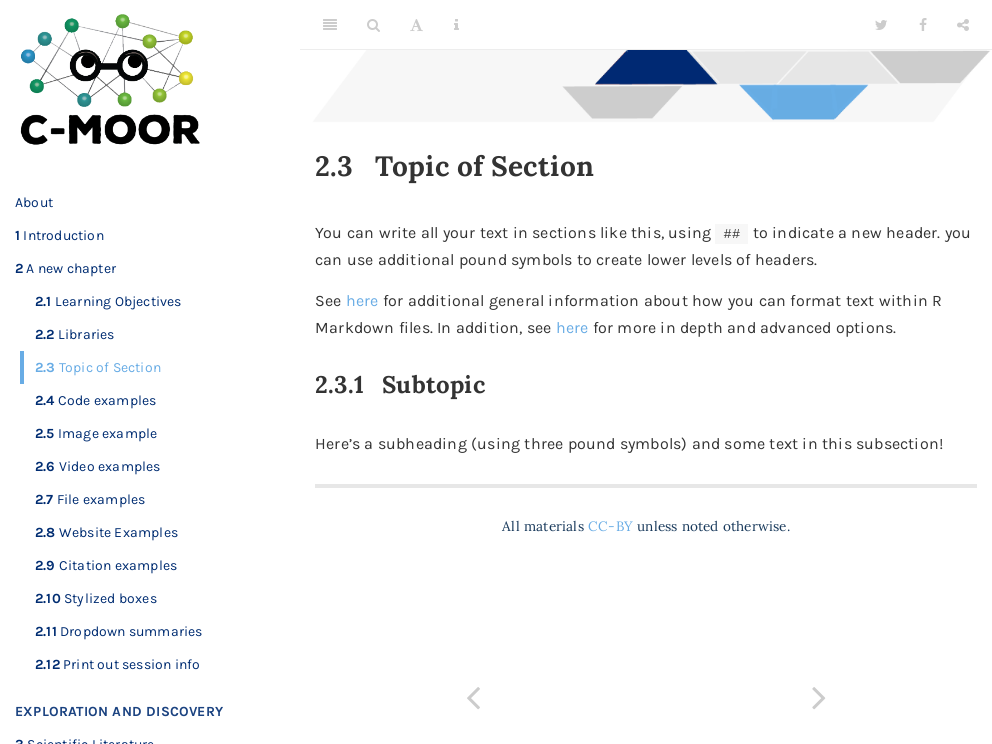 C-MOOR
About
1 Introduction
2 A new chapter
2.1 Learning Objectives
2.2 Libraries
2.3 Topic of Section
2.4 Code examples
2.5 Image example
2.6 Video examples
2.7 File examples
2.8 Website Examples
2.9 Citation examples
2.10 Stylized boxes
2.11 Dropdown summaries
2.12 Print out session info
EXPLORATION AND DISCOVERY
3 Scientific Literature
A
2.3 Topic of Section
You can write all your text in sections like this, using ## to indicate a new header. you
can use additional pound symbols to create lower levels of headers.
See here for additional general information about how you can format text within R
Markdown files. In addition, see here for more in depth and advanced options.
2.3.1 Subtopic
Here’s a subheading (using three pound symbols) and some text in this subsection!
All materials CC-BY unless noted otherwise.